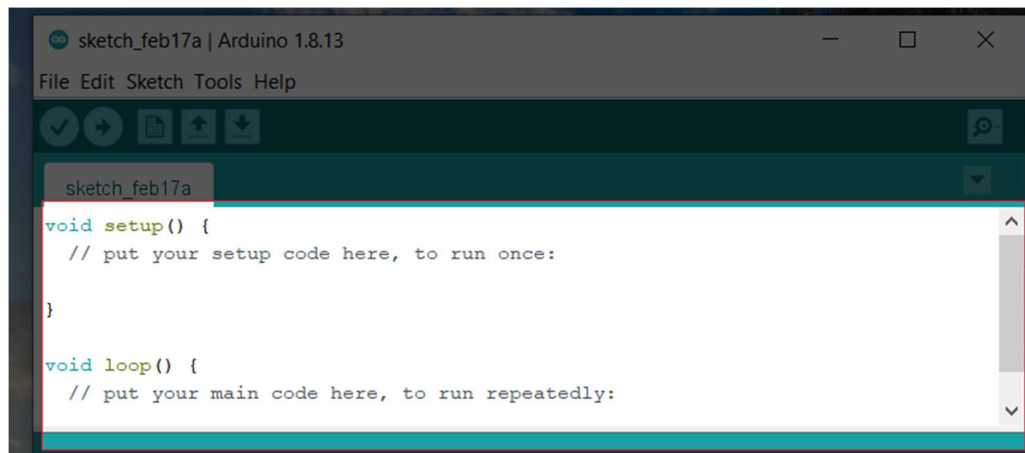 sketch_feb17a | Arduino 1.8.13
File Edit Sketch Tools Help
sketch_feb17a
void setup() {
  // put your setup code here, to run once:
}
void loop() {
  // put your main code here, to run repeatedly: